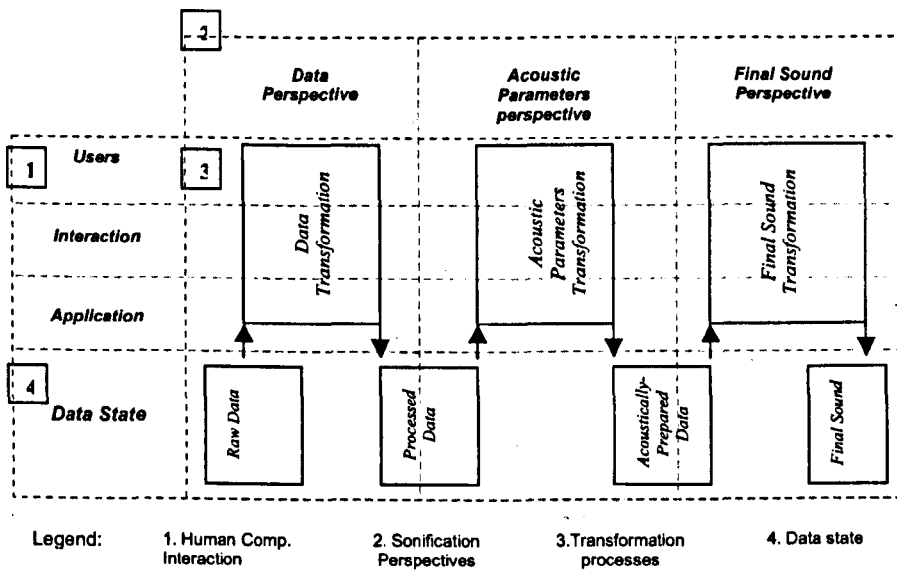 2
Data
Perspective
Acoustic
Parameters
perspective
Final Sound
Perspective
1
Users
3
Interaction
Application
Data
Transformation
Acoustic
Parameters
Transformation
Final Sound
Transformation
4
Data State
Raw Data
Processed
Data
Acoustically-
Prepared
Data
Final Sound
Legend:
1. Human Comp.
Interaction
2. Sonification
Perspectives
3.Transformation
processes
4. Data state